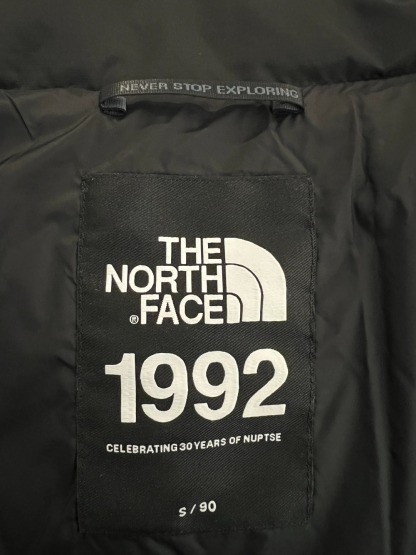 NEVER STOP EXPLORING
THE
NORTH
®FACE
1992
CELEBRATING 30 YEARS OF NUPTSE
S / 90